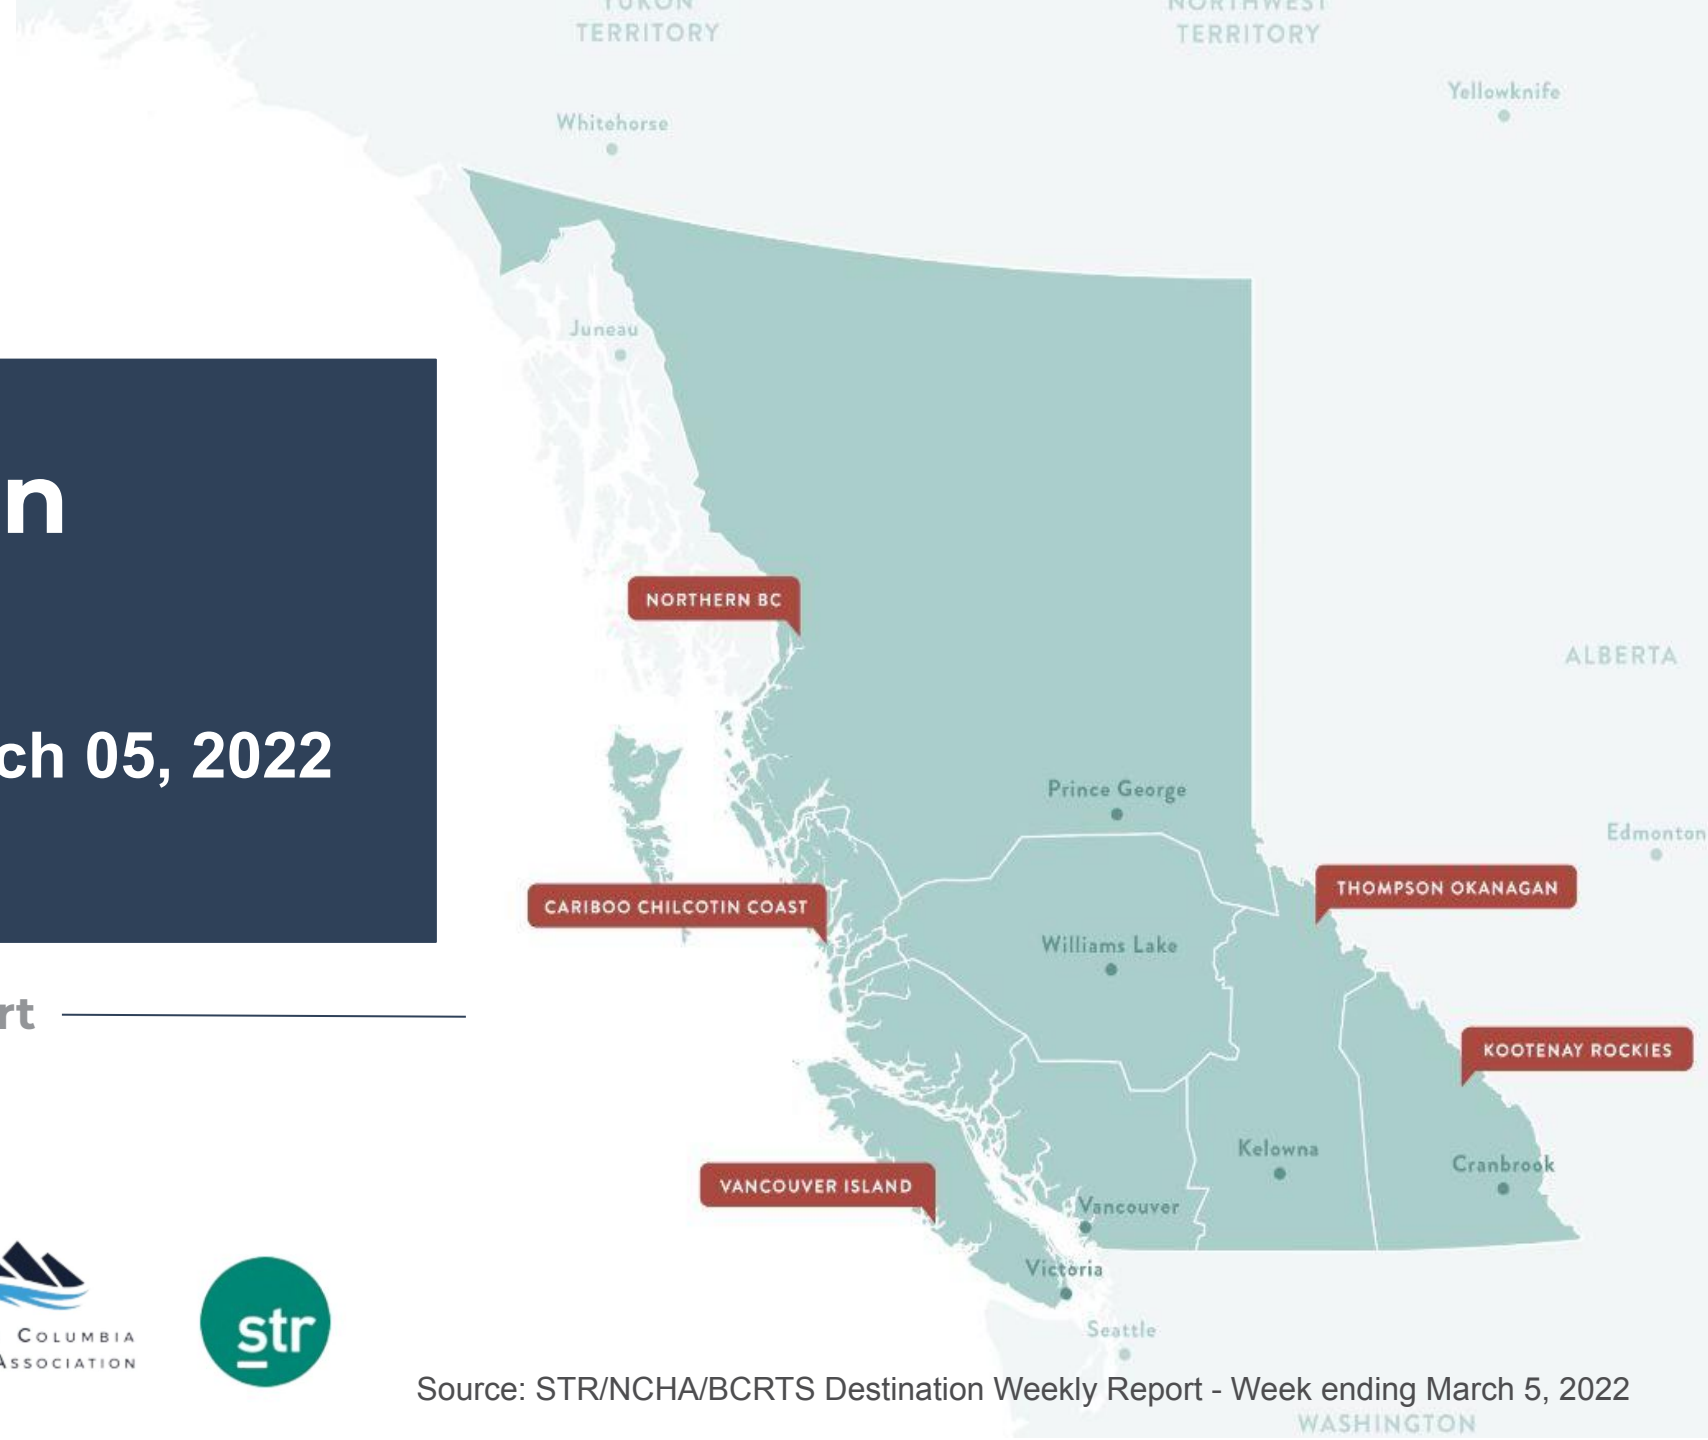 YUKON
TERRITORY
NORTHWEST
TERRITORY
Yellowknife
Whitehorse
Juneau
n
NORTHERN BC
ALBERTA
ch 05, 2022
Prince George
Edmonton
THOMPSON OKANAGAN
CARIBOO CHILCOTIN COAST
Williams Lake
rt
KOOTENAY ROCKIES
Kelowna
Cranbrook
VANCOUVER ISLAND
Vancouver
Victoria
COLUMBIA
ASSOCIATION
str
Seattle
Source: STR/NCHA/BCRTS Destination Weekly Report - Week ending March 5, 2022
WASHINGTON